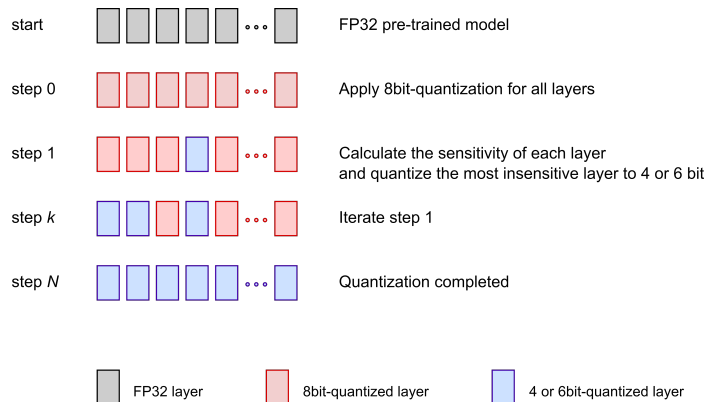 start FP32 pre-trained model
step 0 Apply 8bit-quantization for all layers
step 1 Calculate the sensitivity of each layer
and quantize the most insensitive layer to 4 or 6 bit
step k Iterate step 1
step N Quantization completed
FP32 layer 8bit-quantized layer 4 or 6bit-quantized layer